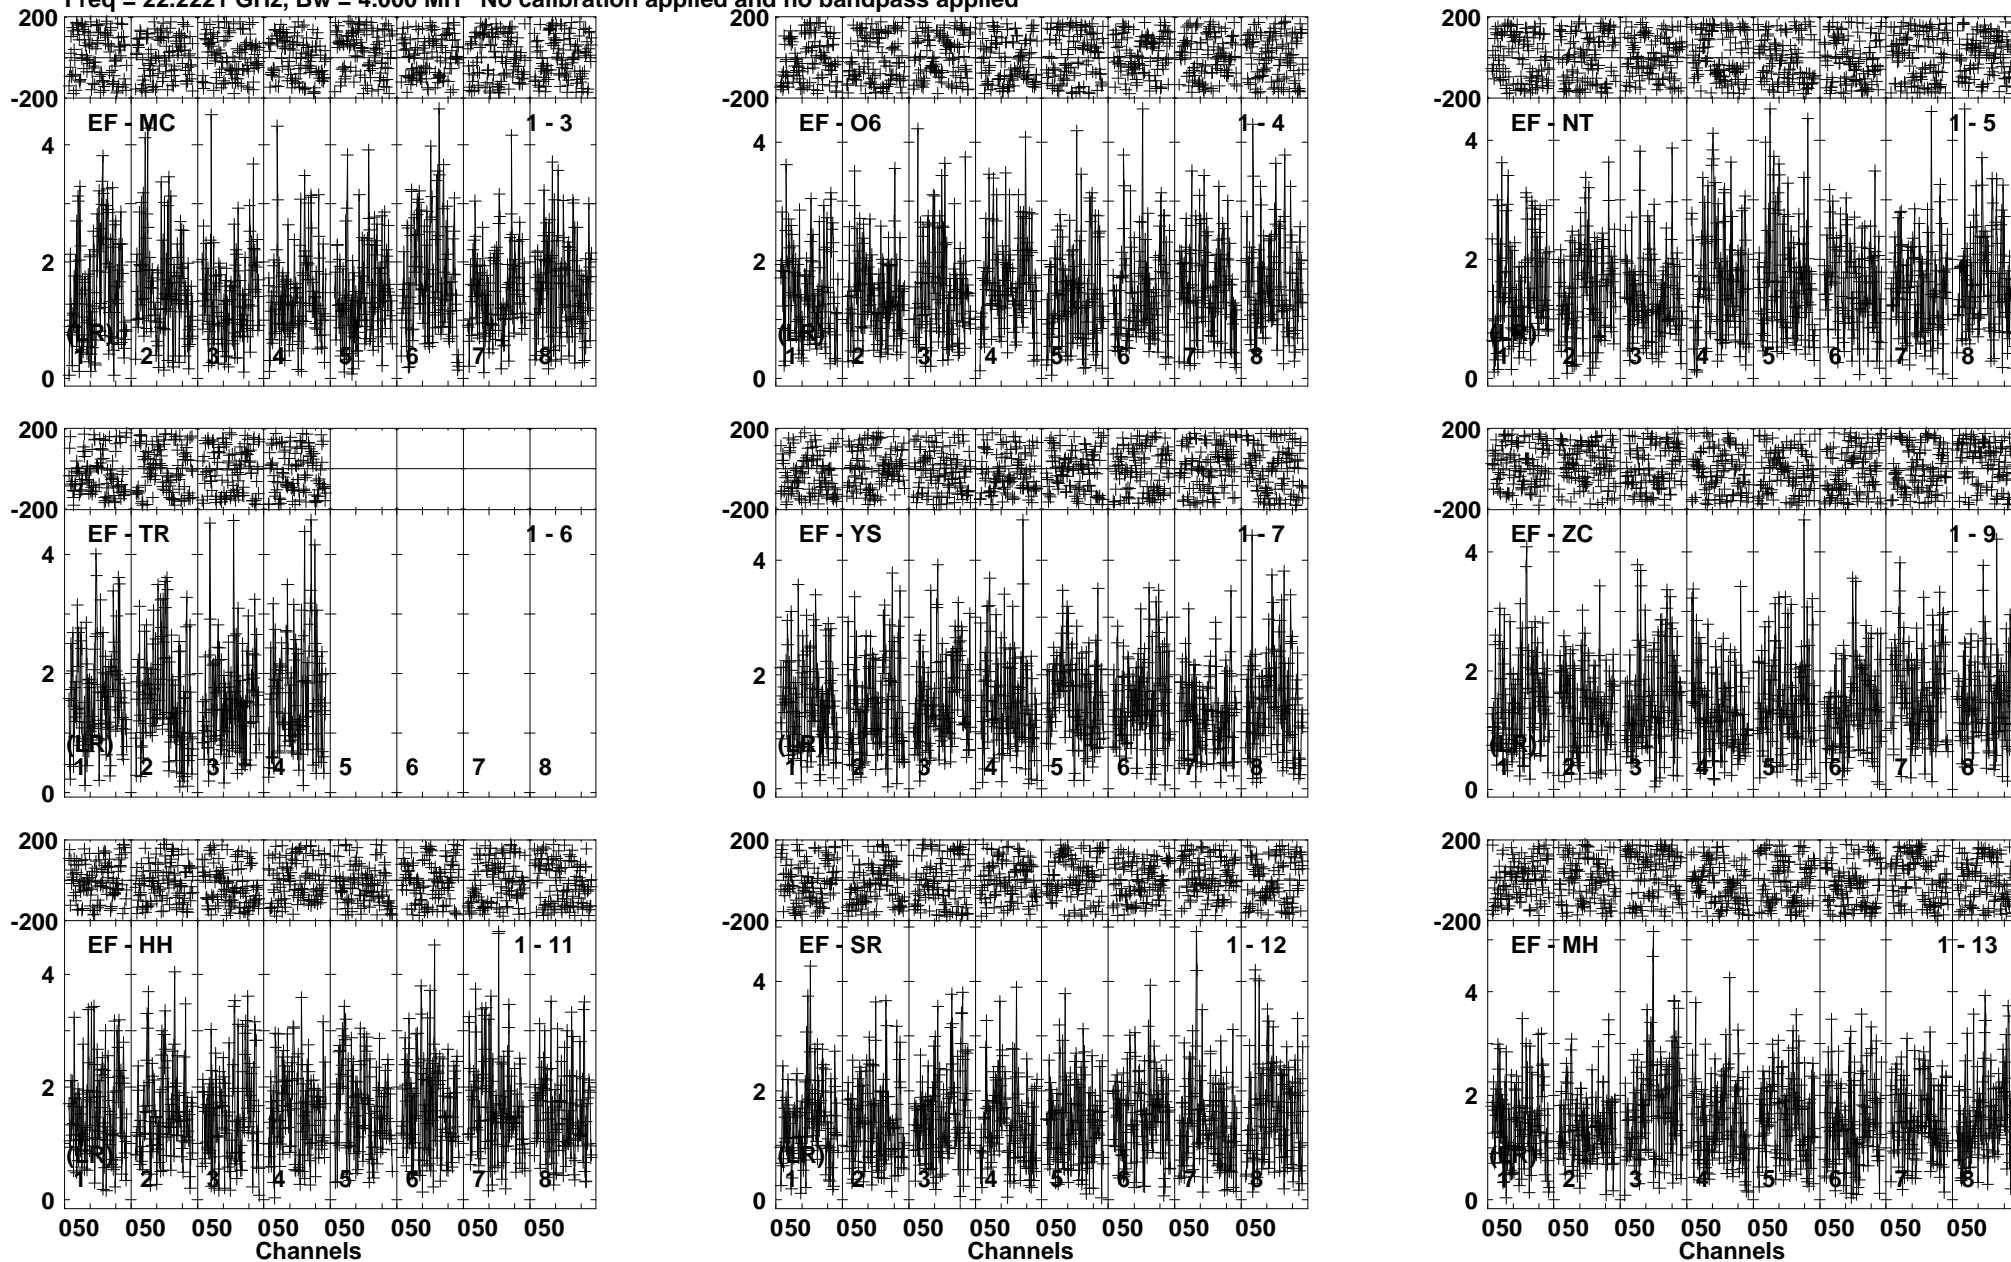 Freq = 22.2221 GHz, Bw = 4.000 MH No calibration applied and no bandpass applied
200 200 200
-200 -200 -200
EF - MC 1 - 3 EF - O6 1 - 4 EF - NT 1 - 5
4 4 4
2 2 2
(LR) (LR) (LR)
1 2 3 4 5 6 7 8 1 2 3 4 5 6 7 8 1 2 3 4 5 6 7 8
0 0 0
200 200 200
-200 -200 -200
EF - TR 1 - 6 EF - YS 1 - 7 EF - ZC 1 - 9
4 4 4
2 2 2
(LR) (LR) (LR)
1 2 3 4 5 6 7 8 1 2 3 4 5 6 7 8 1 2 3 4 5 6 7 8
0 0 0
200 200 200
-200 -200 -200
EF - HH 1 - 11 EF - SR 1 - 12 EF - MH 1 - 13
4 4 4
2 2 2
(LR) (LR) (LR)
1 2 3 4 5 6 7 8 1 2 3 4 5 6 7 8 1 2 3 4 5 6 7 8
0 0 0
050 050 050 050 050 050 050 050 050 050 050 050 050 050 050 050 050 050 050 050 050 050 050 050
Channels Channels Channels